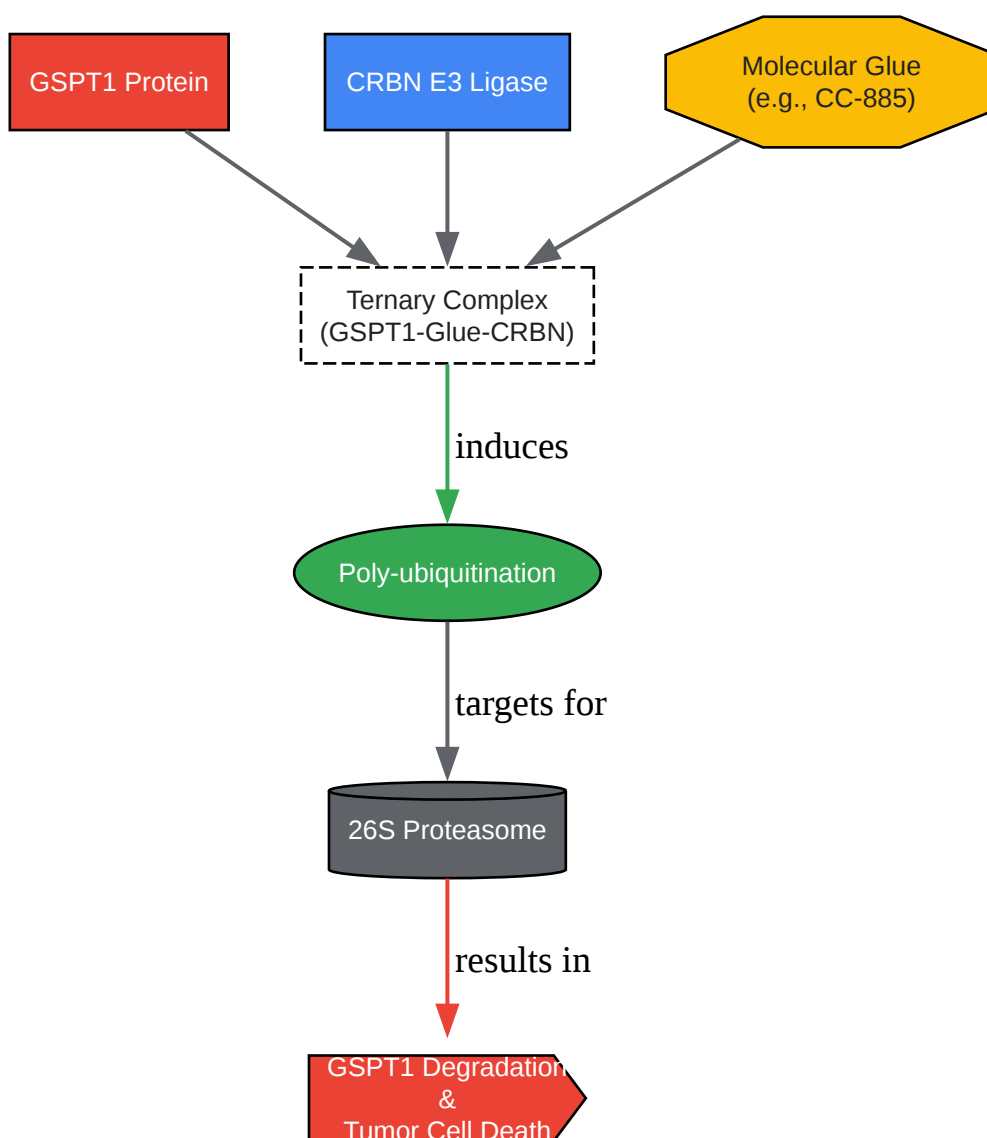 GSPT1 Protein
CRBN E3 Ligase
Molecular Glue
(e.g., CC-885)
Ternary Complex
(GSPT1-Glue-CRBN)
induces
Poly-ubiquitination
targets for
26S Proteasome
results in
GSPT1 Degradation
&
Tumor Cell Death